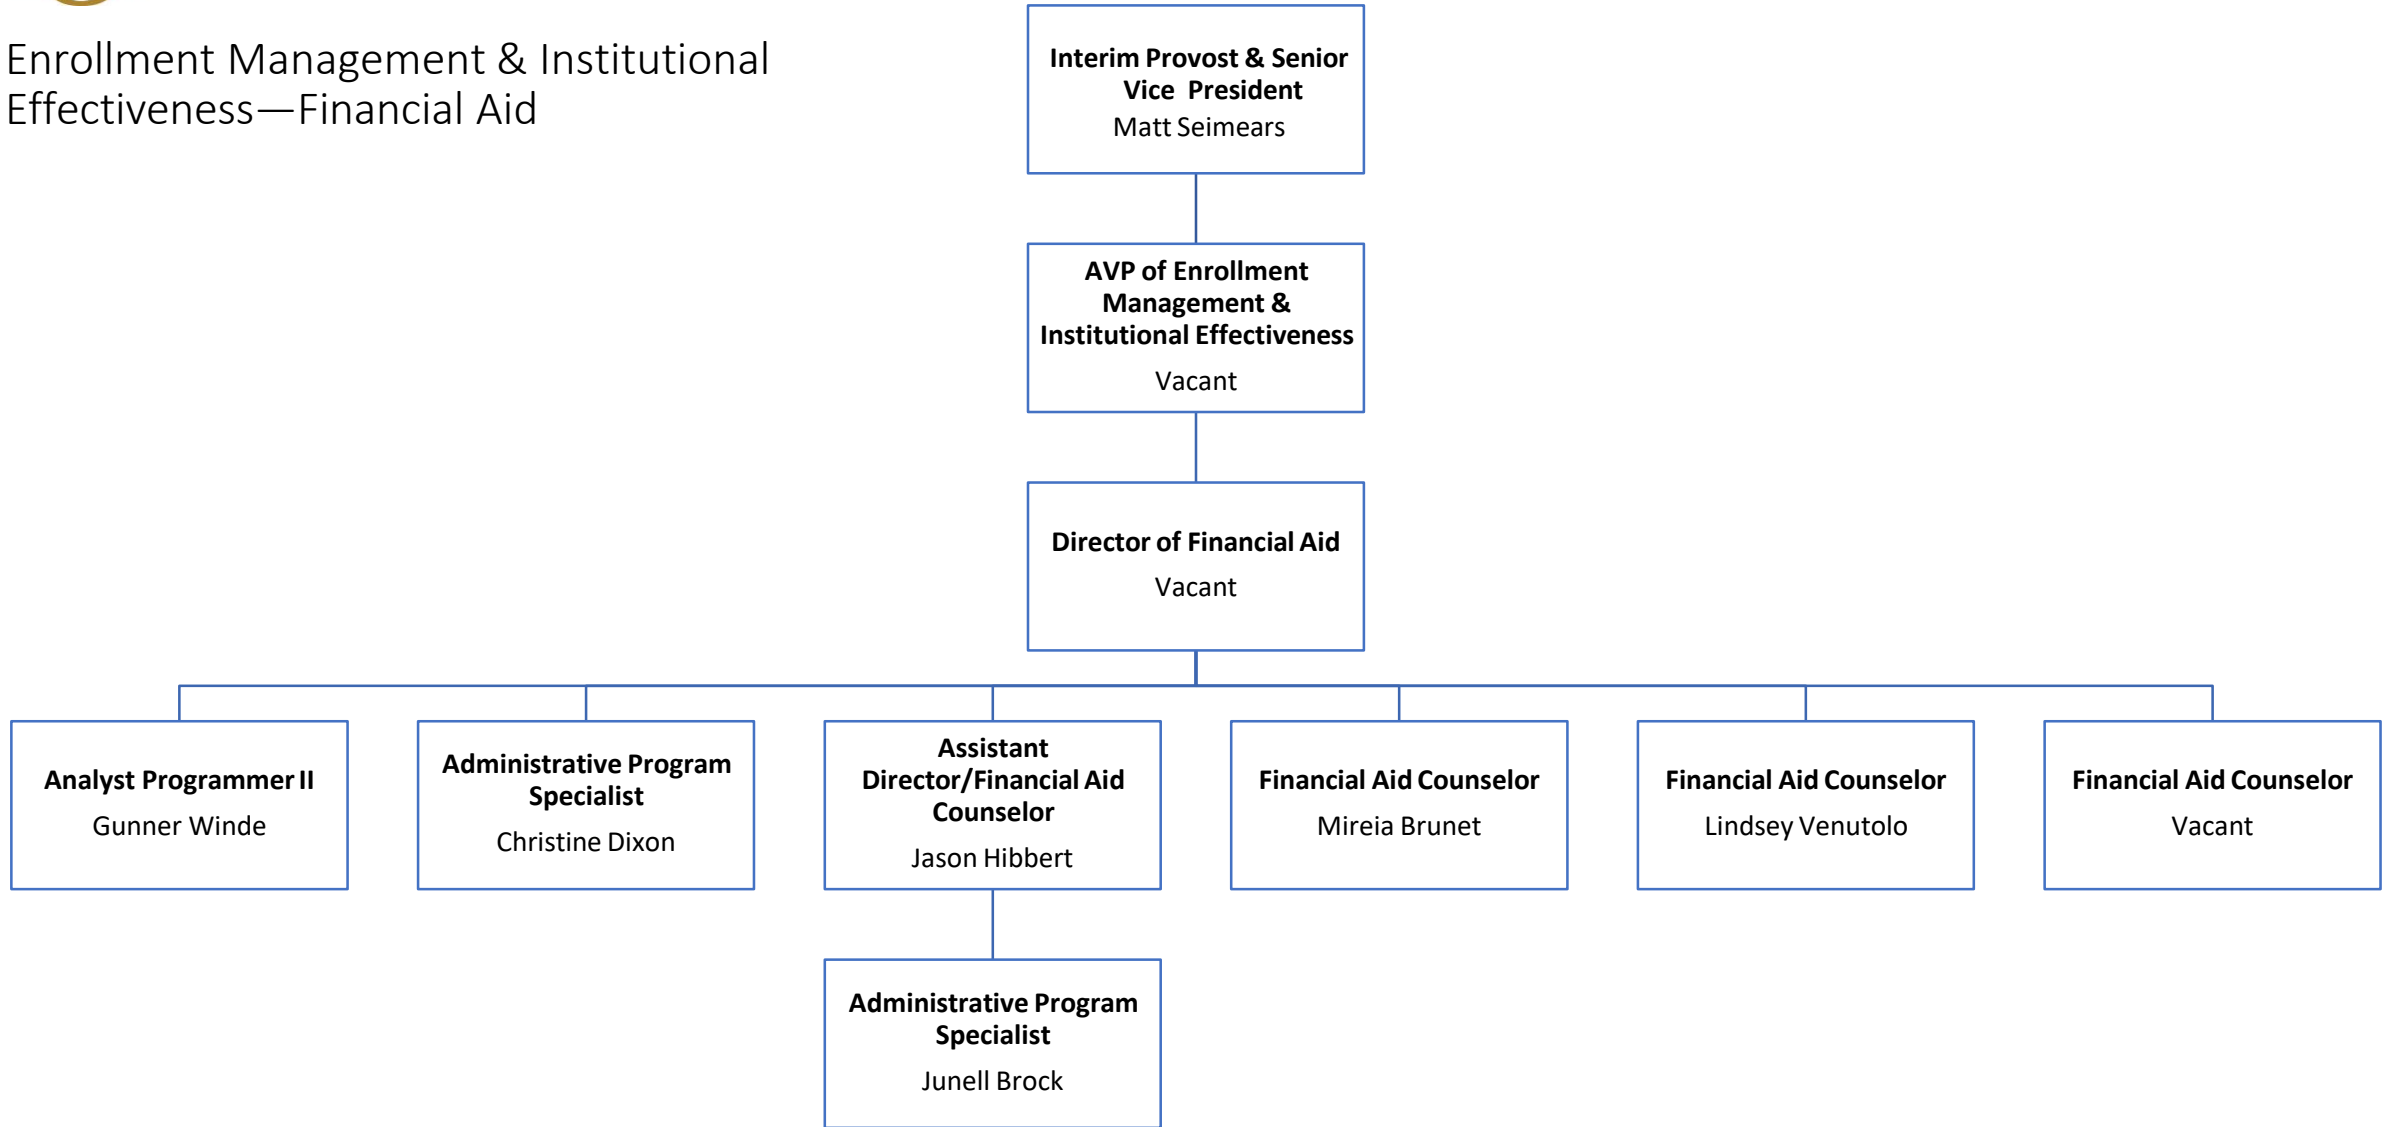 Enrollment Management & Institutional
Effectiveness—Financial Aid
Interim Provost & Senior
Vice President
Matt Seimears
AVP of Enrollment
Management &
Institutional Effectiveness
Vacant
Director of Financial Aid
Vacant
Analyst Programmer II
Gunner Winde
Administrative Program
Specialist
Christine Dixon
Assistant
Director/Financial Aid
Counselor
Jason Hibbert
Financial Aid Counselor
Mireia Brunet
Financial Aid Counselor
Lindsey Venutolo
Financial Aid Counselor
Vacant
Administrative Program
Specialist
Junell Brock